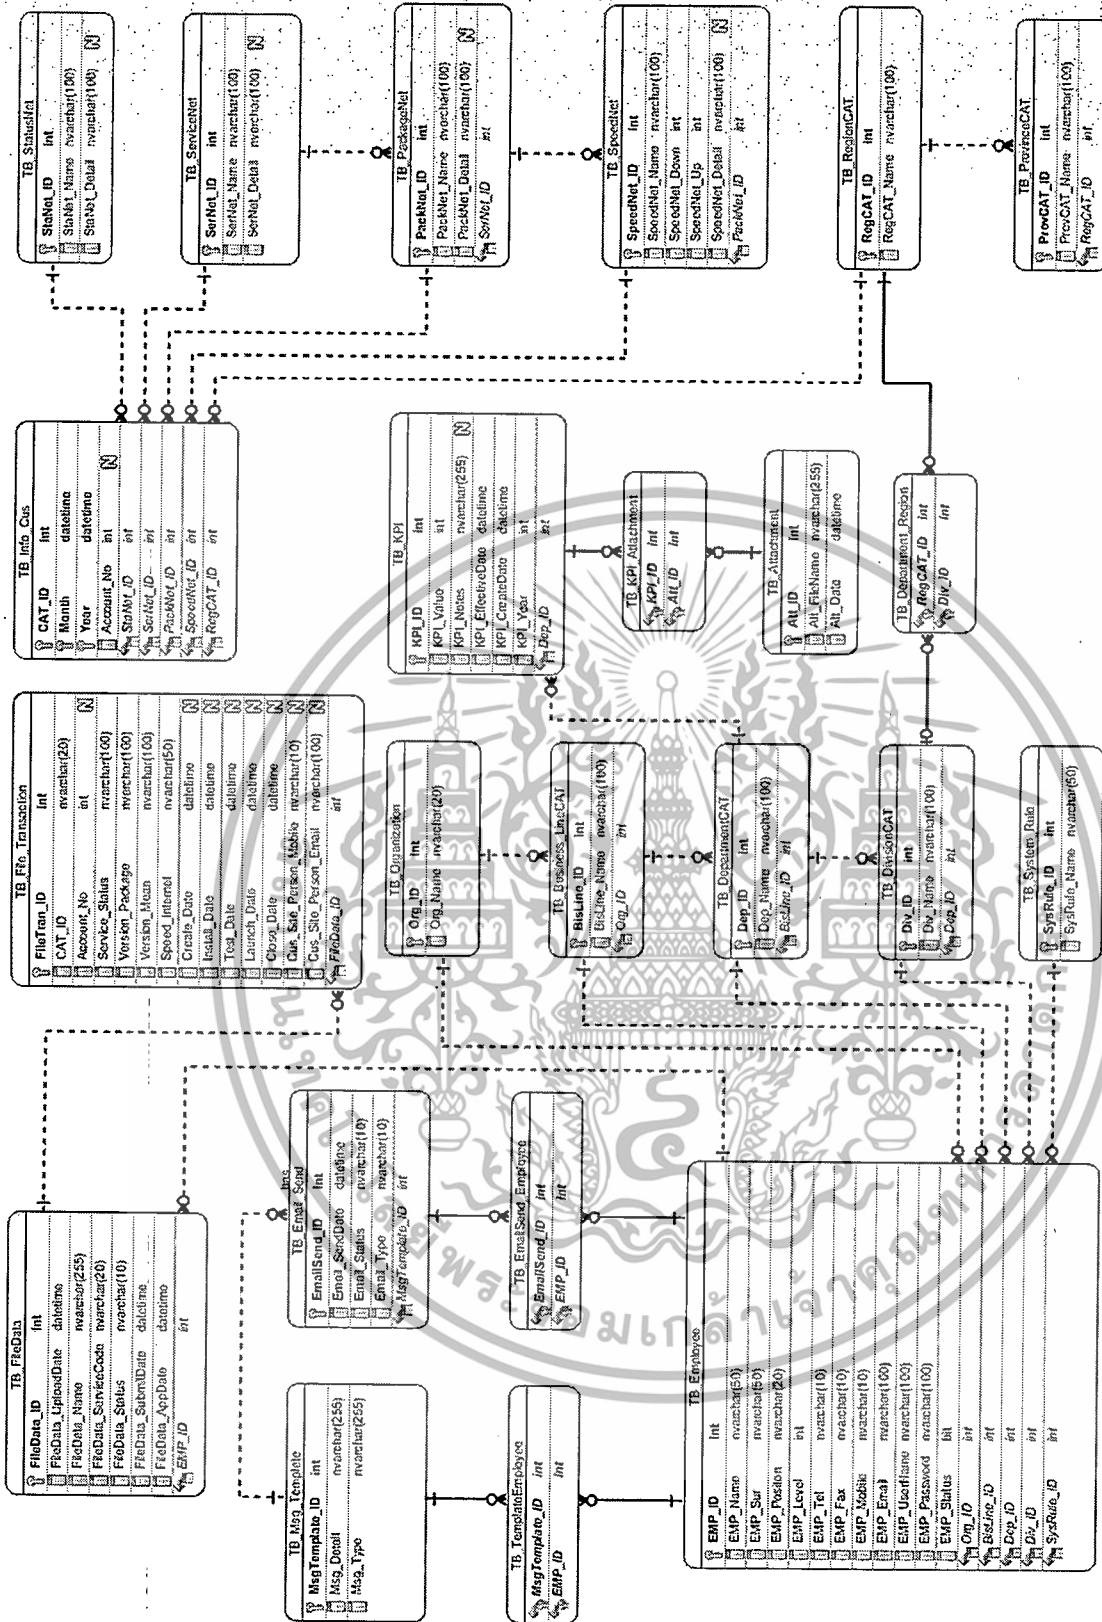 TB_FileData
FileData_ID int
FileData_UploadDate datetime
FileData_Name nvarchar(255)
FileData_ServiceCode nvarchar(20)
FileData_Status nvarchar(10)
FileData_SubmitDate datetime
FileData_AppDate datetime
EMP_ID int
TB_File_Transaction
FileTran_ID int
CAT_ID nvarchar(20)
Account_No int N
Service_Status nvarchar(100)
Version_Package nvarchar(100)
Version_Mean nvarchar(100)
Speed_Internet nvarchar(50)
Create_Date datetime N
Install_Date datetime N
Test_Date datetime N
Launch_Date datetime N
Close_Date datetime N
Cus_Site_Person_Mobile nvarchar(10) N
Cus_Site_Person_Email nvarchar(100) N
FileData_ID int
TB_Info_Cus
CAT_ID int
Month datetime
Year datetime
Account_No int N
StaNet_ID int
SerNet_ID int
PackNet_ID int
SpeedNet_ID int
RegCAT_ID int
TB_StatusNet
StaNet_ID int
StaNet_Name nvarchar(100)
StaNet_Detail nvarchar(100) N
TB_ServiceNet
SerNet_ID int
SerNet_Name nvarchar(100)
SerNet_Detail nvarchar(100) N
TB_PackageNet
PackNet_ID int
PackNet_Name nvarchar(100)
PackNet_Detail nvarchar(100) N
SerNet_ID int
TB_SpeedNet
SpeedNet_ID int
SpeedNet_Name nvarchar(100)
SpeedNet_Down int
SpeedNet_Up int
SpeedNet_Detail nvarchar(100) N
PackNet_ID int
TB_RegionCAT
RegCAT_ID int
RegCAT_Name nvarchar(100)
TB_ProvinceCAT
ProvCAT_ID int
ProvCAT_Name nvarchar(100)
RegCAT_ID int
TB_KPI
KPI_ID int
KPI_Value int
KPI_Notes nvarchar(255) N
KPI_EffectiveDate datetime
KPI_CreateDate datetime
KPI_Year int
Dep_ID int
TB_KPI_Attachment
KPI_ID int
Att_ID int
TB_Attachment
Att_ID int
Att_FileName nvarchar(255)
Att_Date datetime
TB_Department_Region
RegCAT_ID int
Div_ID int
TB_Organization
Org_ID int
Org_Name nvarchar(20)
TB_Business_LineCAT
BisLine_ID int
BisLine_Name nvarchar(100)
Org_ID int
TB_DepartmentCAT
Dep_ID int
Dep_Name nvarchar(100)
BisLine_ID int
TB_DivisionCAT
Div_ID int
Div_Name nvarchar(100)
Dep_ID int
TB_System_Rule
SysRule_ID int
SysRule_Name nvarchar(50)
TB_Msg_Templete
MsgTemplate_ID int
Msg_Detail nvarchar(255)
Msg_Type nvarchar(255)
has
TB_Email_Send
EmailSend_ID int
Email_SendDate datetime
Email_Status nvarchar(10)
Email_Type nvarchar(10)
MsgTemplate_ID int
TB_TemplateEmployee
MsgTemplate_ID int
EMP_ID int
TB_EmailSend_Employee
EmailSend_ID int
EMP_ID int
TB_Employee
EMP_ID int
EMP_Name nvarchar(50)
EMP_Sur nvarchar(50)
EMP_Position nvarchar(20)
EMP_Level int
EMP_Tel nvarchar(10)
EMP_Fax nvarchar(10)
EMP_Mobile nvarchar(10)
EMP_Email nvarchar(100)
EMP_UserName nvarchar(100)
EMP_Password nvarchar(100)
EMP_Status bit
Org_ID int
BisLine_ID int
Dep_ID int
Div_ID int
SysRule_ID int